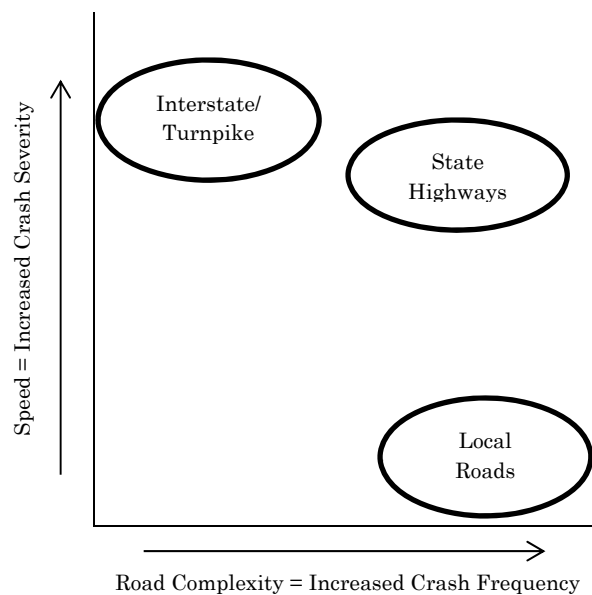 Interstate/
Turnpike
State
Highways
Speed = Increased Crash Severity
Local
Roads
Road Complexity = Increased Crash Frequency